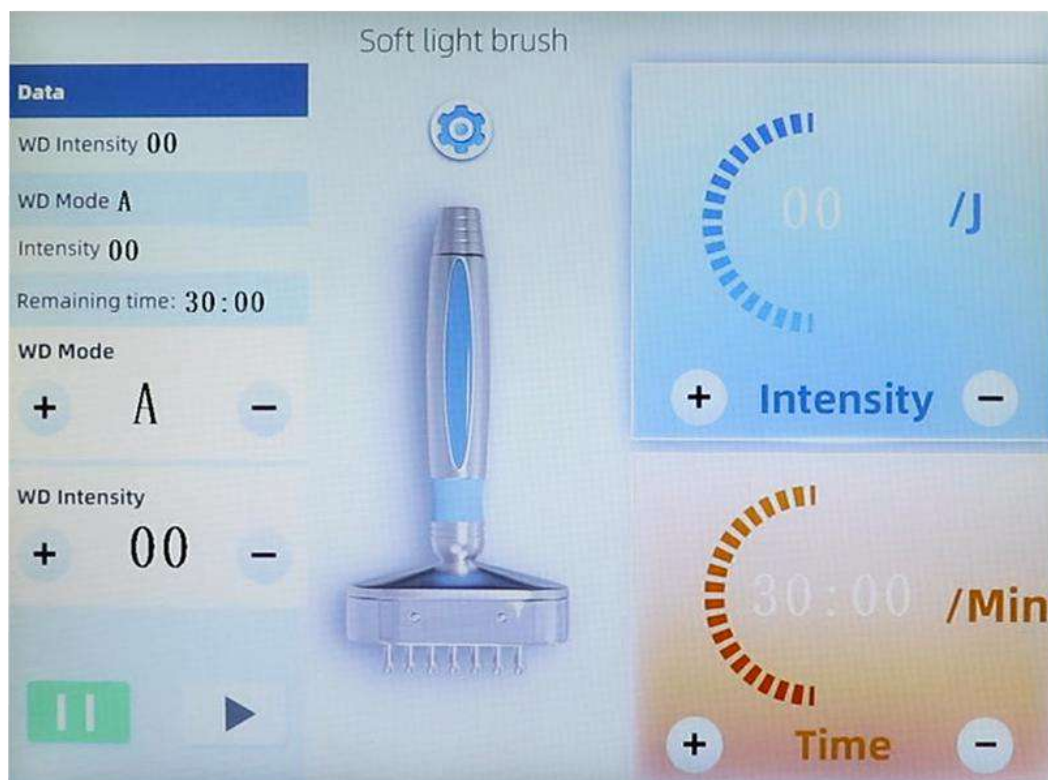 Soft light brush
Data
WD Intensity 00
WD Mode A
Intensity 00
Remaining time: 30:00
WD Mode
+ A −
WD Intensity
+ 00 −
00 /J
+ Intensity −
30:00 /Min
+ Time −